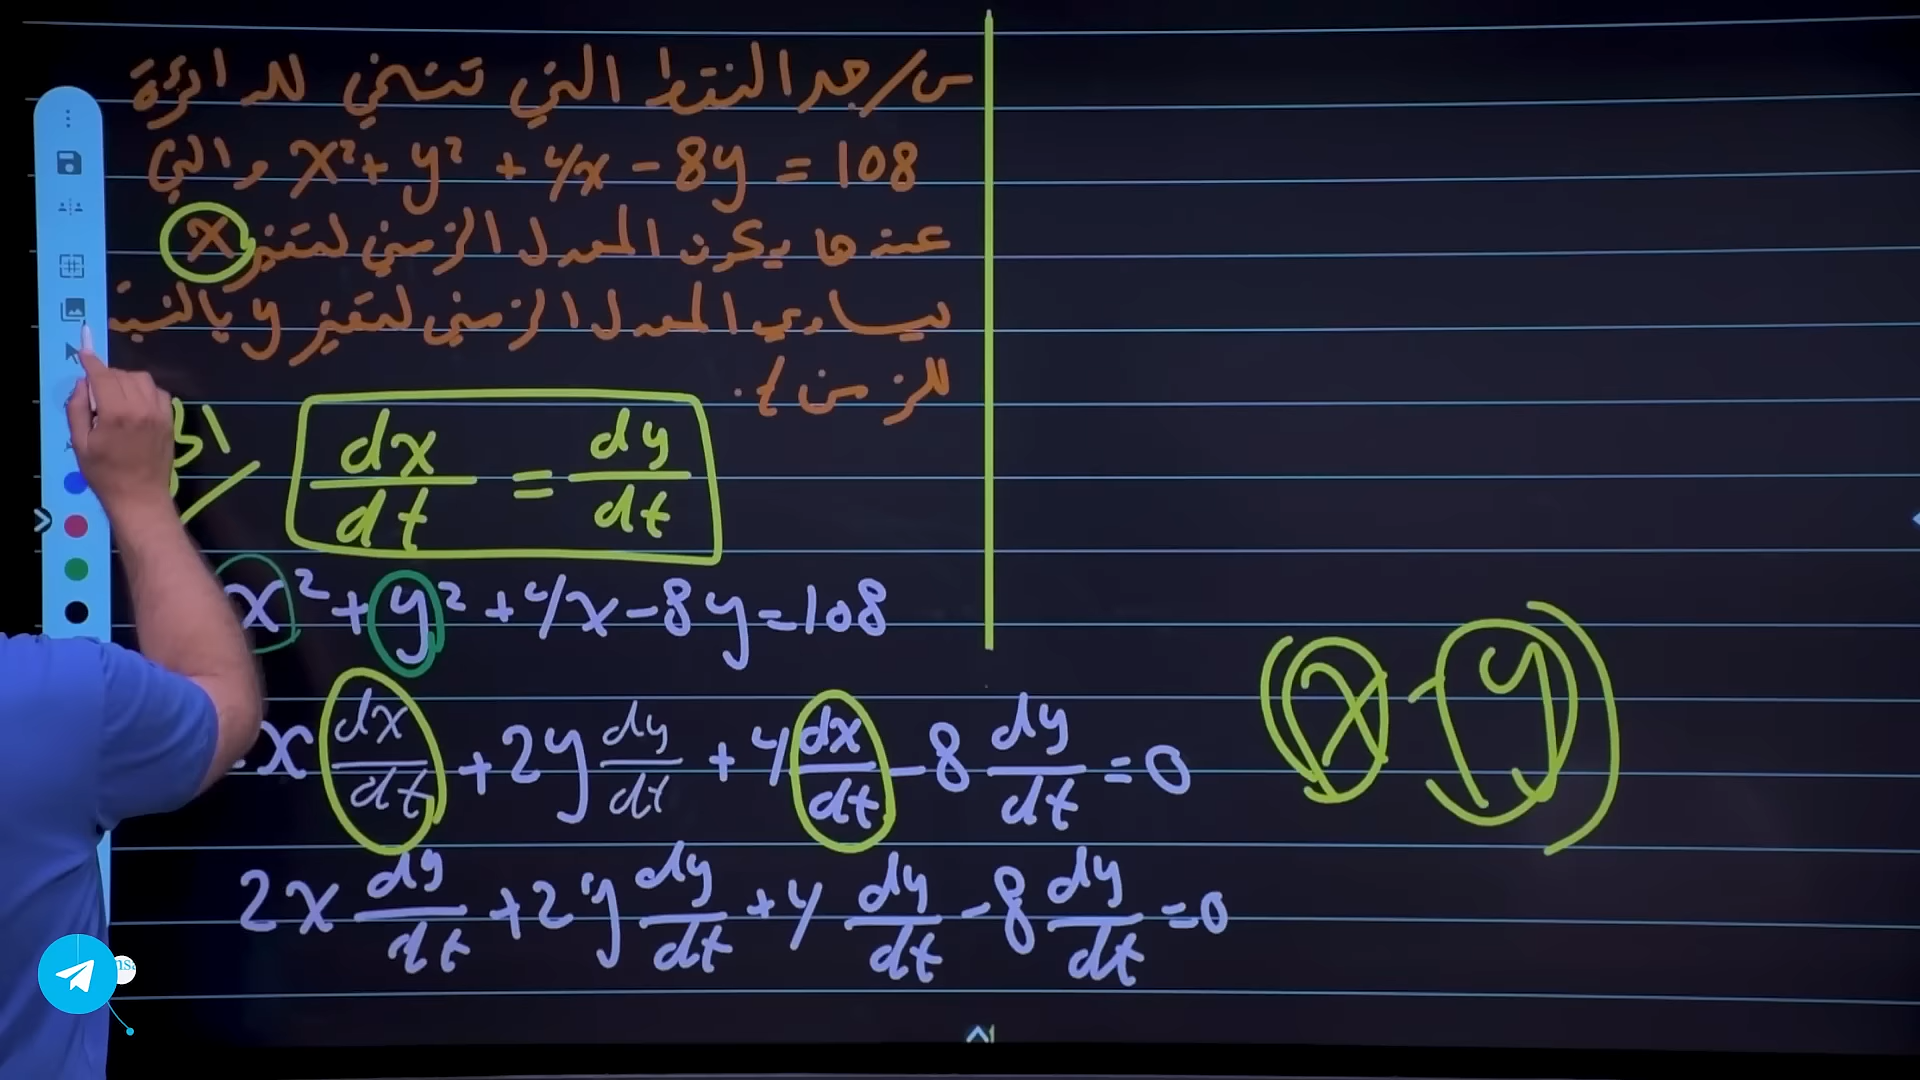 س/ جد النقط التي تنتمي للدائرة
x² + y² + 4x - 8y = 108 والتي
عندها يكون المعدل الزمني لتغير x
يساوي المعدل الزمني لتغير y بالنسبة
للزمن t.
dx/dt = dy/dt
x² + y² + 4x - 8y = 108
x dx/dt + 2y dy/dt + 4 dx/dt - 8 dy/dt = 0
2x dy/dt + 2y dy/dt + 4 dy/dt - 8 dy/dt = 0
(x, y)